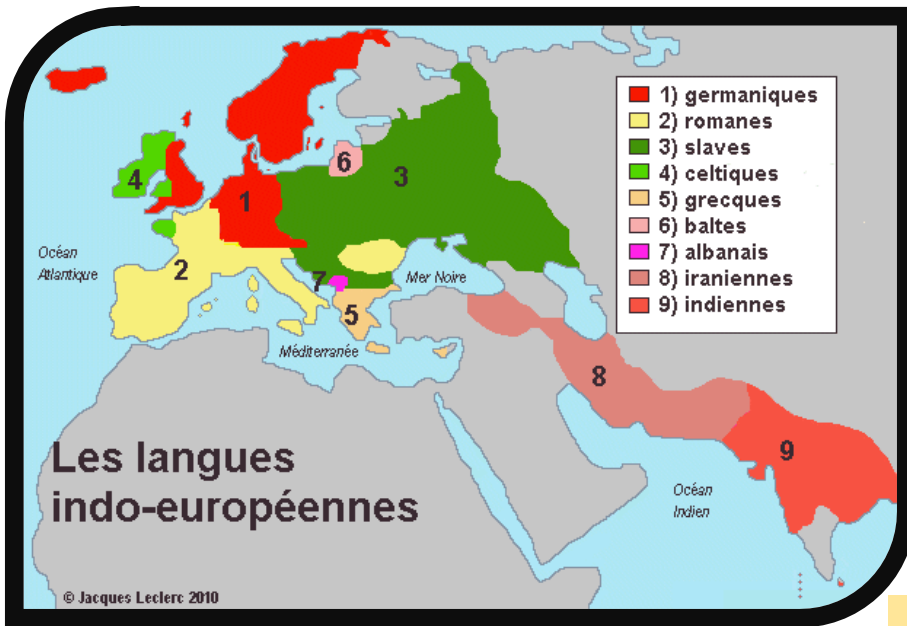 1) germaniques
2) romanes
3) slaves
4) celtiques
5) grecques
6) baltes
7) albanais
8) iraniennes
9) indiennes
6
3
4
1
Océan
Atlantique
2
7
Mer Noire
5
Méditerranée
8
9
Les langues
indo-européennes
Océan
Indien
© Jacques Leclerc 2010